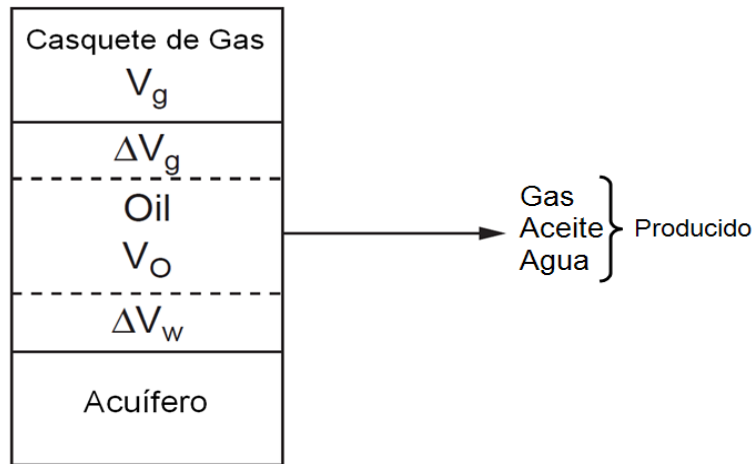 Casquete de Gas
Vg
ΔVg
Oil
VO
ΔVw
Acuífero
Gas
Aceite
Agua
Producido